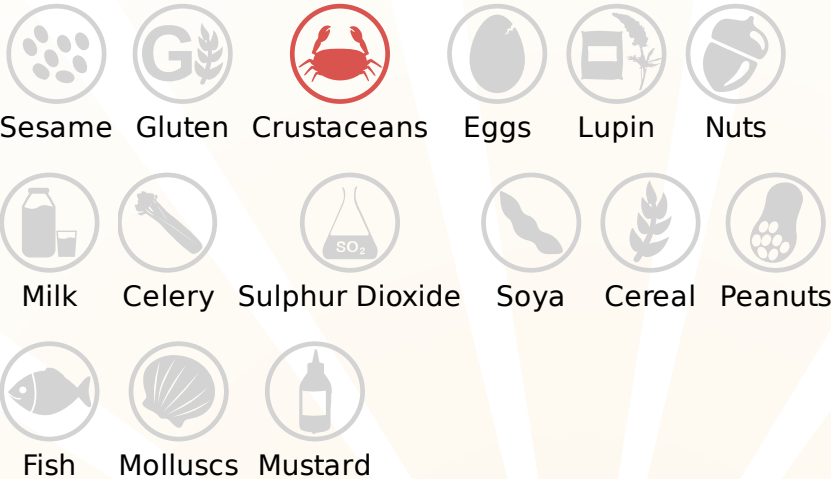 G
Sesame Gluten Crustaceans Eggs Lupin Nuts
SO₂
Milk Celery Sulphur Dioxide Soya Cereal Peanuts
Fish Molluscs Mustard